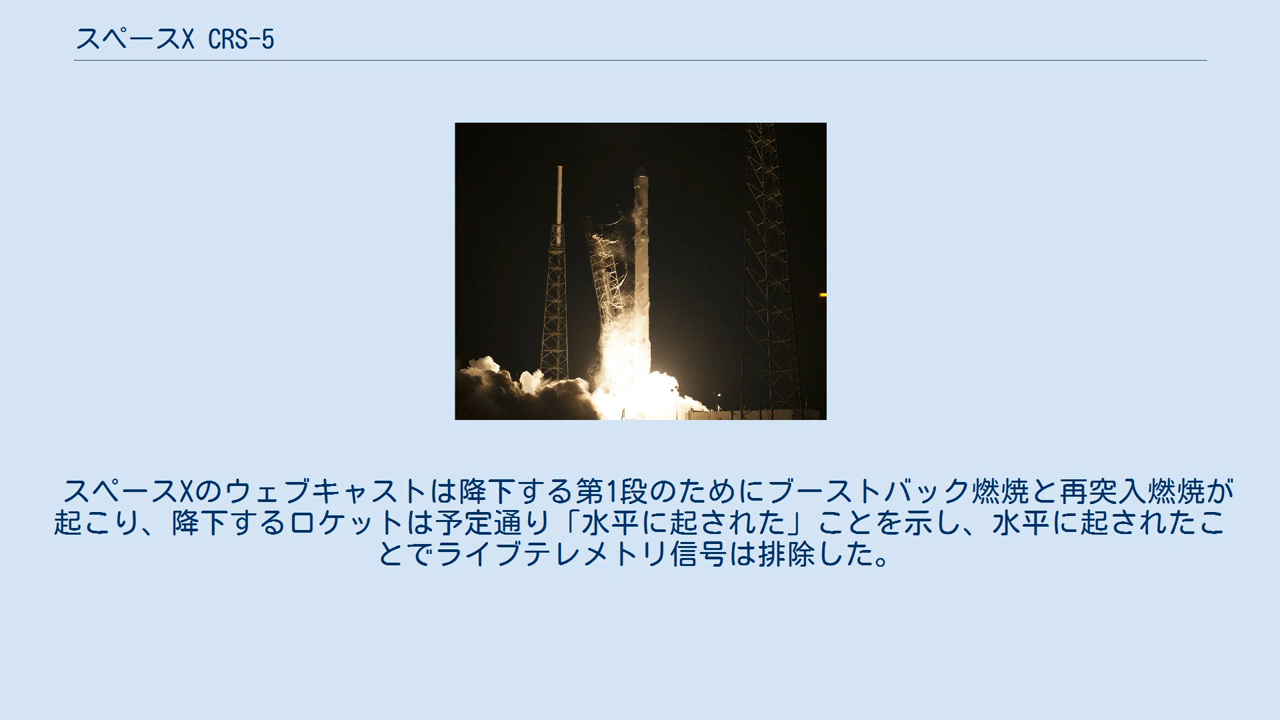 スペースX CRS-5
スペースXのウェブキャストは降下する第1段のためにブーストバック燃焼と再突入燃焼が
起こり、降下するロケットは予定通り「水平に起された」ことを示し、水平に起されたこ
とでライブテレメトリ信号は排除した。